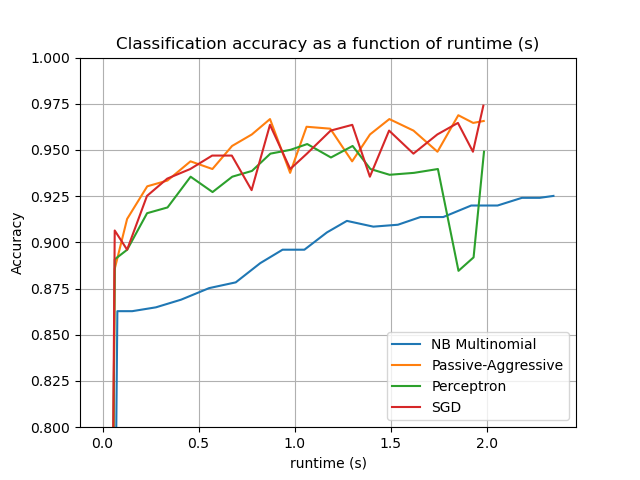 Classification accuracy as a function of runtime (s)
1.000
0.975
0.950
0.925
0.900
0.875
0.850
0.825
0.800
Accuracy
0.0 0.5 1.0 1.5 2.0
runtime (s)
NB Multinomial
Passive-Aggressive
Perceptron
SGD